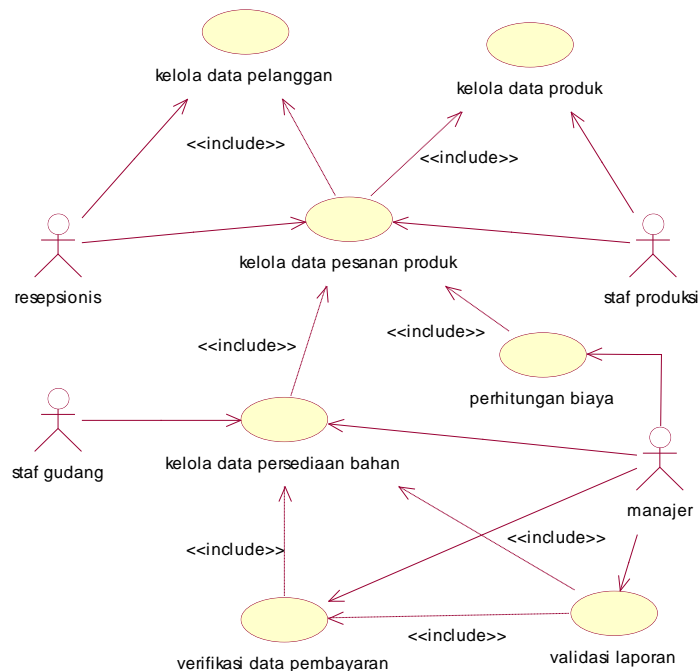 kelola data pelanggan
kelola data produk
<<include>>
<<include>>
resepsionis
kelola data pesanan produk
staf produksi
<<include>>
<<include>>
perhitungan biaya
staf gudang
kelola data persediaan bahan
manajer
<<include>>
<<include>>
<<include>>
verifikasi data pembayaran
validasi laporan